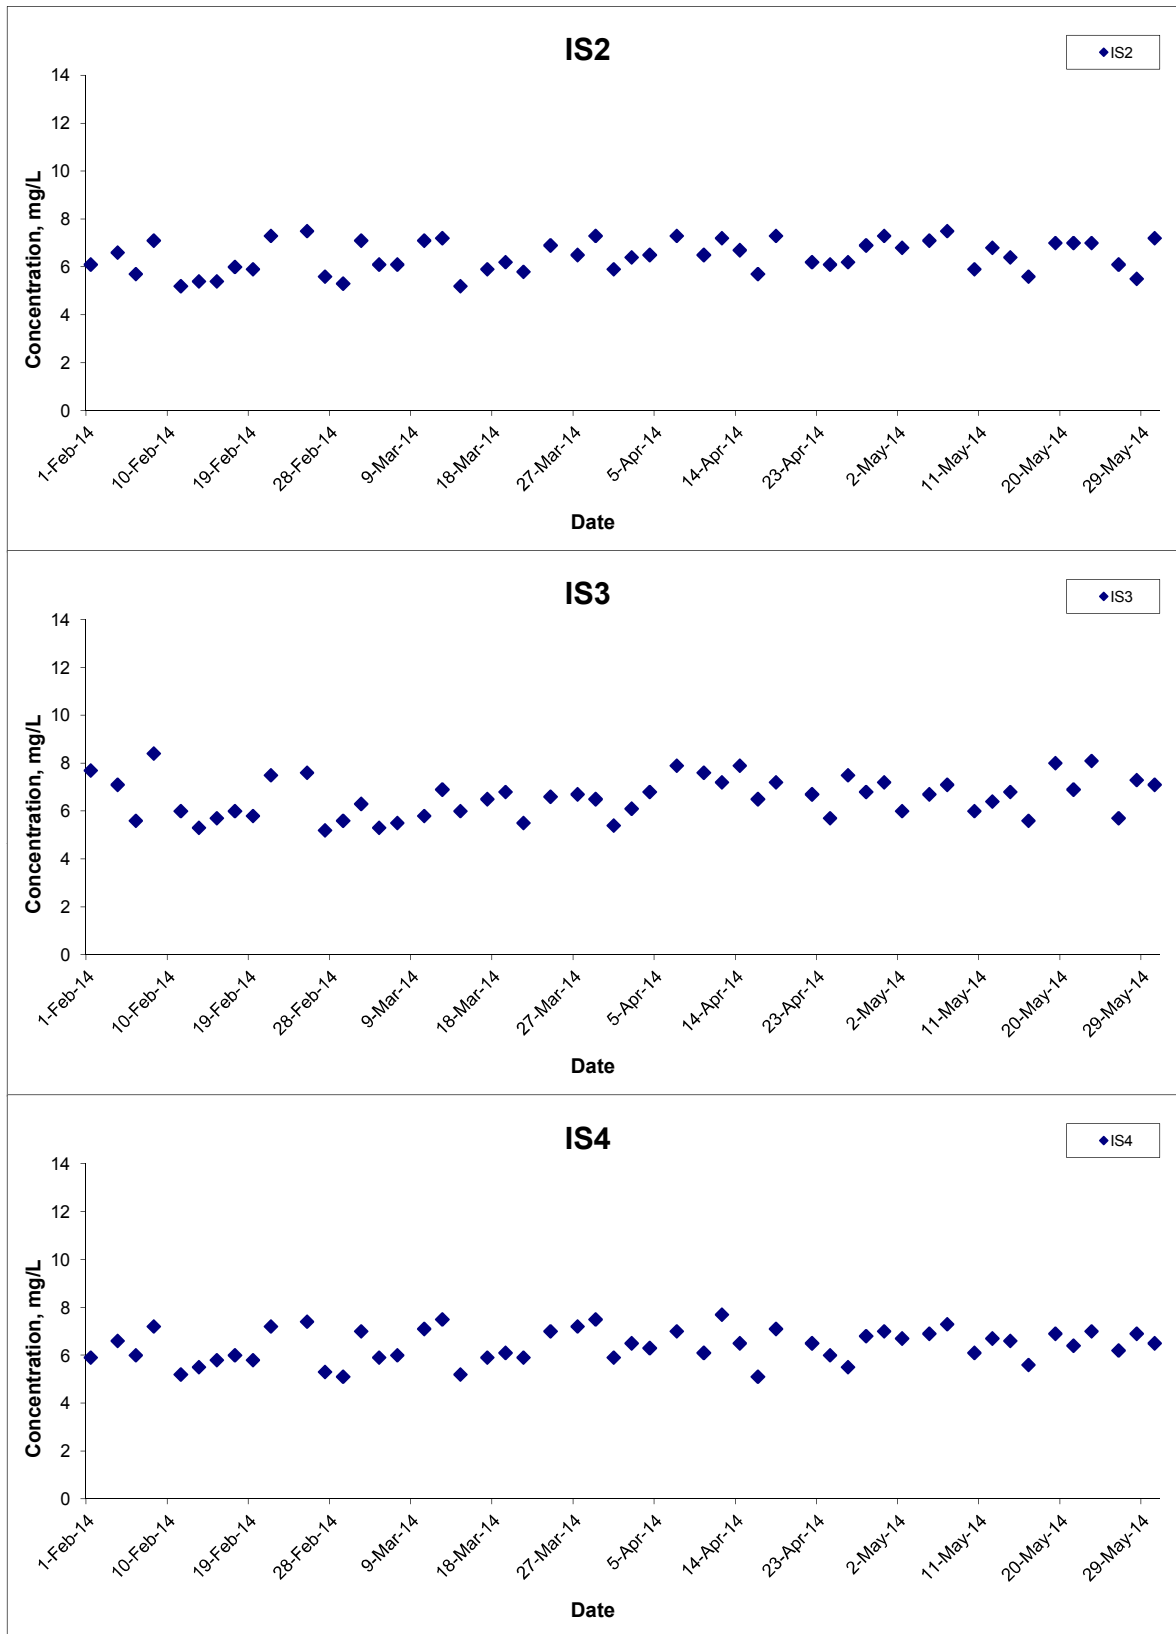 IS2
IS2
14
12
10
8
6
4
2
0
Concentration, mg/L
1-Feb-14
10-Feb-14
19-Feb-14
28-Feb-14
9-Mar-14
18-Mar-14
27-Mar-14
5-Apr-14
14-Apr-14
23-Apr-14
2-May-14
11-May-14
20-May-14
29-May-14
Date
IS3
IS3
14
12
10
8
6
4
2
0
Concentration, mg/L
1-Feb-14
10-Feb-14
19-Feb-14
28-Feb-14
9-Mar-14
18-Mar-14
27-Mar-14
5-Apr-14
14-Apr-14
23-Apr-14
2-May-14
11-May-14
20-May-14
29-May-14
Date
IS4
IS4
14
12
10
8
6
4
2
0
Concentration, mg/L
1-Feb-14
10-Feb-14
19-Feb-14
28-Feb-14
9-Mar-14
18-Mar-14
27-Mar-14
5-Apr-14
14-Apr-14
23-Apr-14
2-May-14
11-May-14
20-May-14
29-May-14
Date